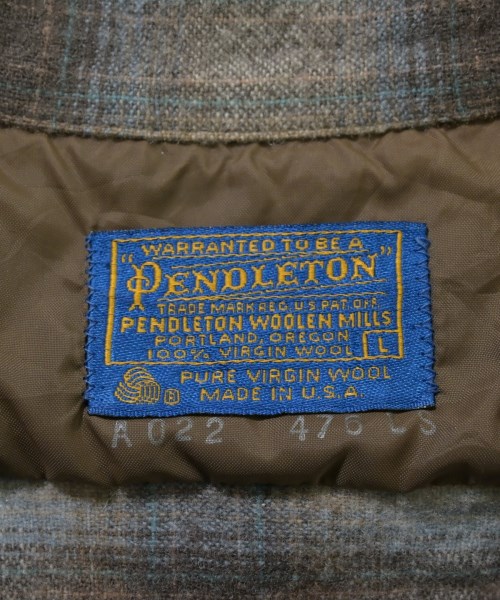 WARRANTED TO BE A
"PENDLETON"
TRADE MARK REG. U.S. PAT. OFF.
PENDLETON WOOLEN MILLS
PORTLAND, OREGON
100% VIRGIN WOOL L
PURE VIRGIN WOOL
MADE IN U.S.A.
A022 476